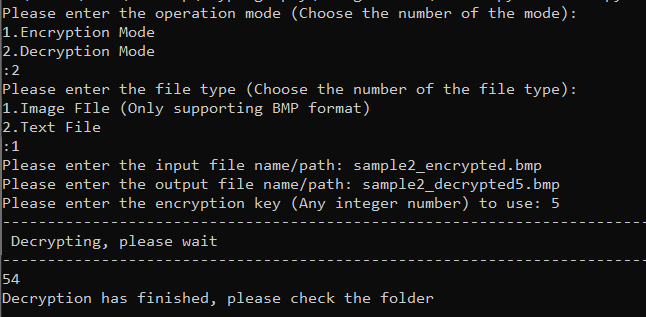 Please enter the operation mode (Choose the number of the mode):
1.Encryption Mode
2.Decryption Mode
:2
Please enter the file type (Choose the number of the file type):
1.Image FIle (Only supporting BMP format)
2.Text File
:1
Please enter the input file name/path: sample2_encrypted.bmp
Please enter the output file name/path: sample2_decrypted5.bmp
Please enter the encryption key (Any integer number) to use: 5
--------------------------------------------------------------------------------
Decrypting, please wait
--------------------------------------------------------------------------------
54
Decryption has finished, please check the folder